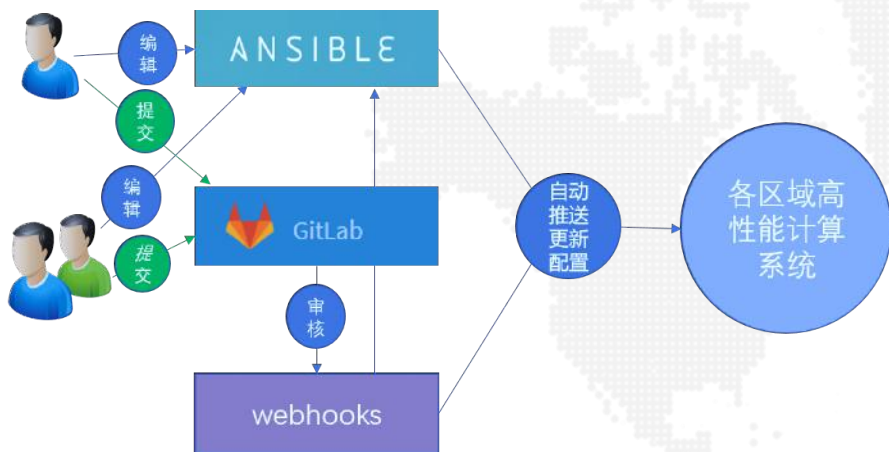 编
辑
ANSIBLE
提
交
编
辑
提
交
GitLab
审
核
webhooks
自动
推送
更新
配置
各区域高
性能计算
系统